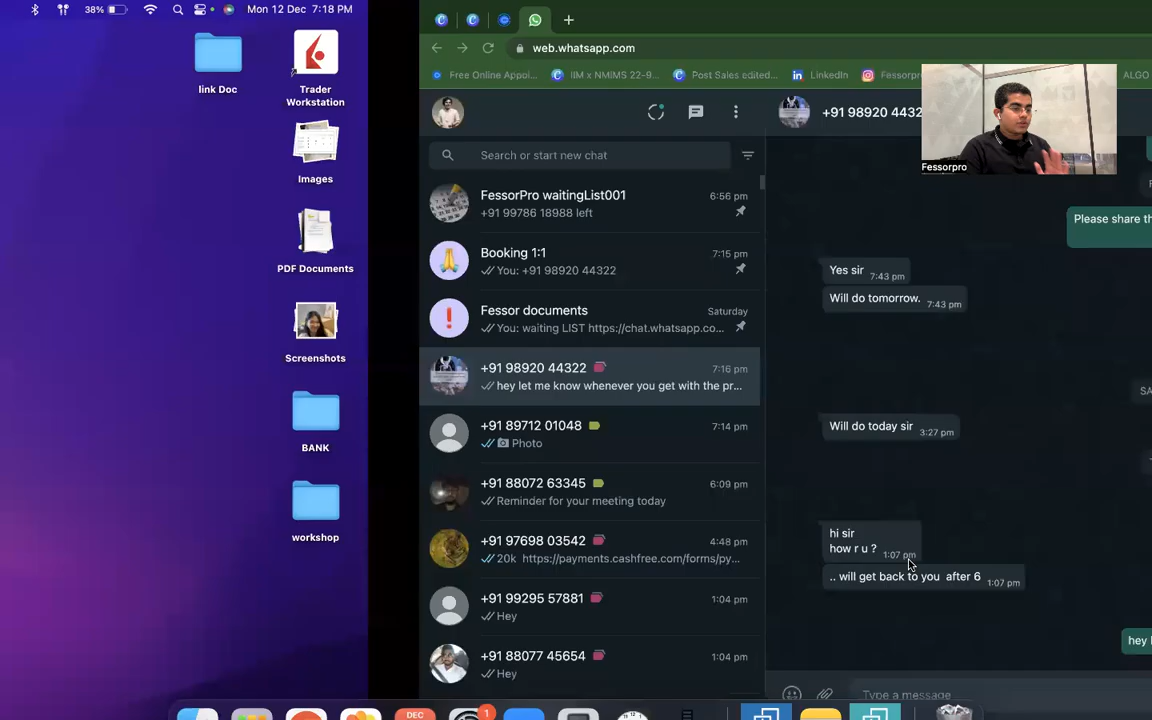 38%
Mon 12 Dec 7:18 PM
link Doc
Trader
Workstation
Images
PDF Documents
Screenshots
BANK
workshop
web.whatsapp.com
Free Online Appoi...
IIM x NMIMS 22-9...
Post Sales edited...
LinkedIn
Fessorpr
ALGO
+91 98920 4432
Fessorpro
Search or start new chat
FessorPro waitingList001
6:56 pm
+91 99786 18988 left
Booking 1:1
7:15 pm
You: +91 98920 44322
Fessor documents
Saturday
You: waiting LIST https://chat.whatsapp.co...
+91 98920 44322
7:16 pm
hey let me know whenever you get with the pr...
+91 89712 01048
7:14 pm
Photo
+91 88072 63345
6:09 pm
Reminder for your meeting today
+91 97698 03542
4:48 pm
20k https://payments.cashfree.com/forms/py...
+91 99295 57881
1:04 pm
Hey
+91 88077 45654
1:04 pm
Hey
Please share th
Yes sir 7:43 pm
Will do tomorrow. 7:43 pm
SA
Will do today sir 3:27 pm
hi sir
how r u ? 1:07 pm
.. will get back to you after 6 1:07 pm
hey
Type a message
DEC
1